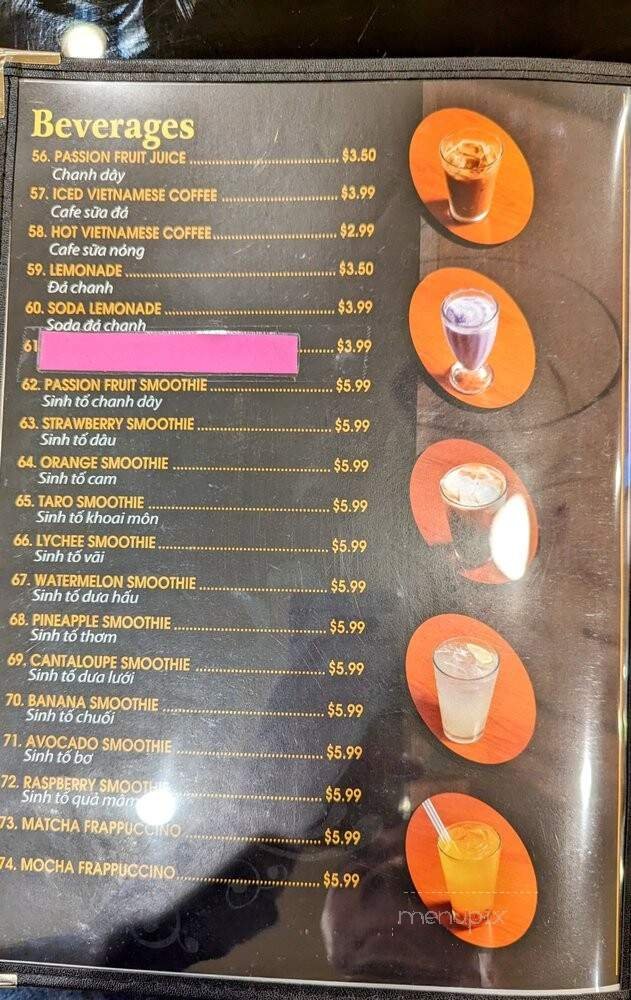 Beverages
56. PASSION FRUIT JUICE ........ $3.50
Chanh dây
57. ICED VIETNAMESE COFFEE ........ $3.99
Cafe sữa đá
58. HOT VIETNAMESE COFFEE ........ $2.99
Cafe sữa nóng
59. LEMONADE ........ $3.50
Đá chanh
60. SODA LEMONADE ........ $3.99
Soda đá chanh
61 ........ $3.99
62. PASSION FRUIT SMOOTHIE ........ $5.99
Sinh tố chanh dây
63. STRAWBERRY SMOOTHIE ........ $5.99
Sinh tố dâu
64. ORANGE SMOOTHIE ........ $5.99
Sinh tố cam
65. TARO SMOOTHIE ........ $5.99
Sinh tố khoai môn
66. LYCHEE SMOOTHIE ........ $5.99
Sinh tố vãi
67. WATERMELON SMOOTHIE ........ $5.99
Sinh tố dưa hấu
68. PINEAPPLE SMOOTHIE ........ $5.99
Sinh tố thơm
69. CANTALOUPE SMOOTHIE ........ $5.99
Sinh tố dưa lưới
70. BANANA SMOOTHIE ........ $5.99
Sinh tố chuối
71. AVOCADO SMOOTHIE ........ $5.99
Sinh tố bơ
72. RASPBERRY SMOOTHIE ........ $5.99
Sinh tố quả mâm
73. MATCHA FRAPPUCCINO ........ $5.99
74. MOCHA FRAPPUCCINO ........ $5.99
menupix